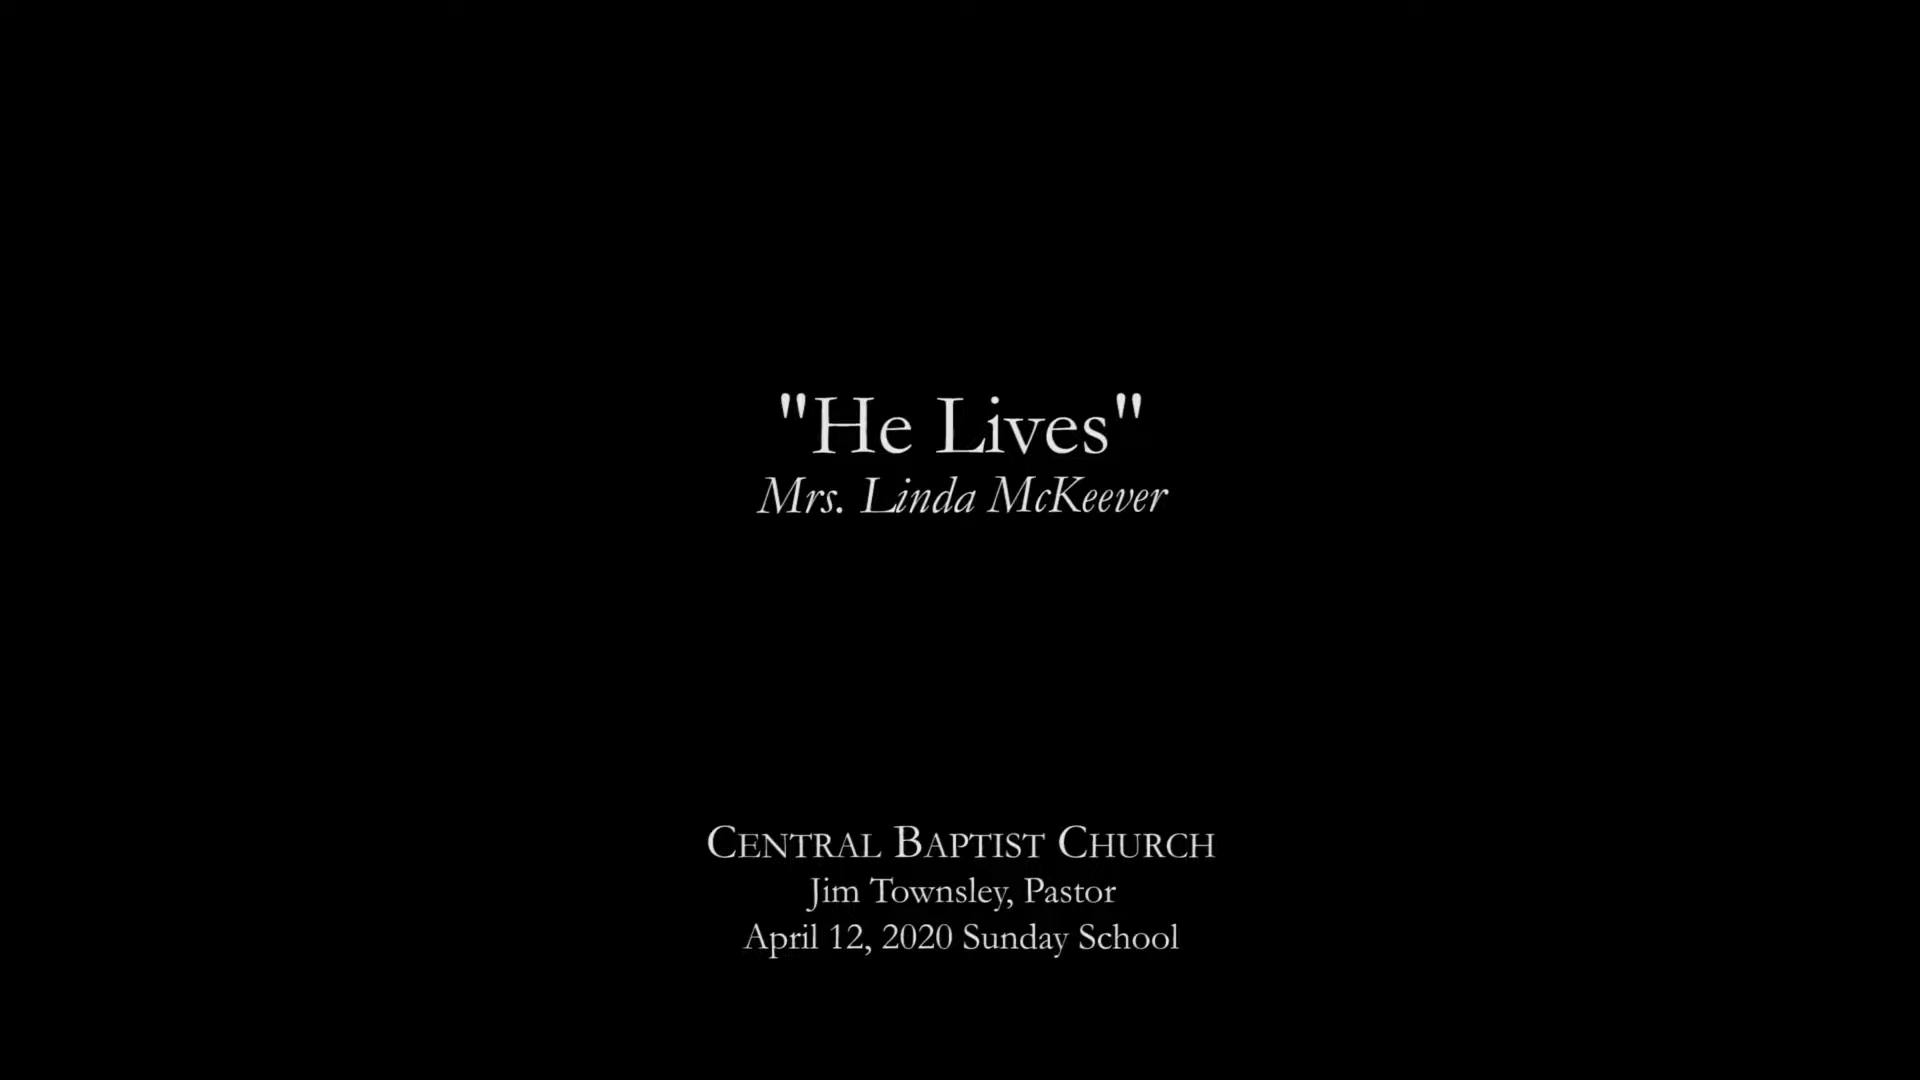 "He Lives"
Mrs. Linda McKeever
CENTRAL BAPTIST CHURCH
Jim Townsley, Pastor
April 12, 2020 Sunday School